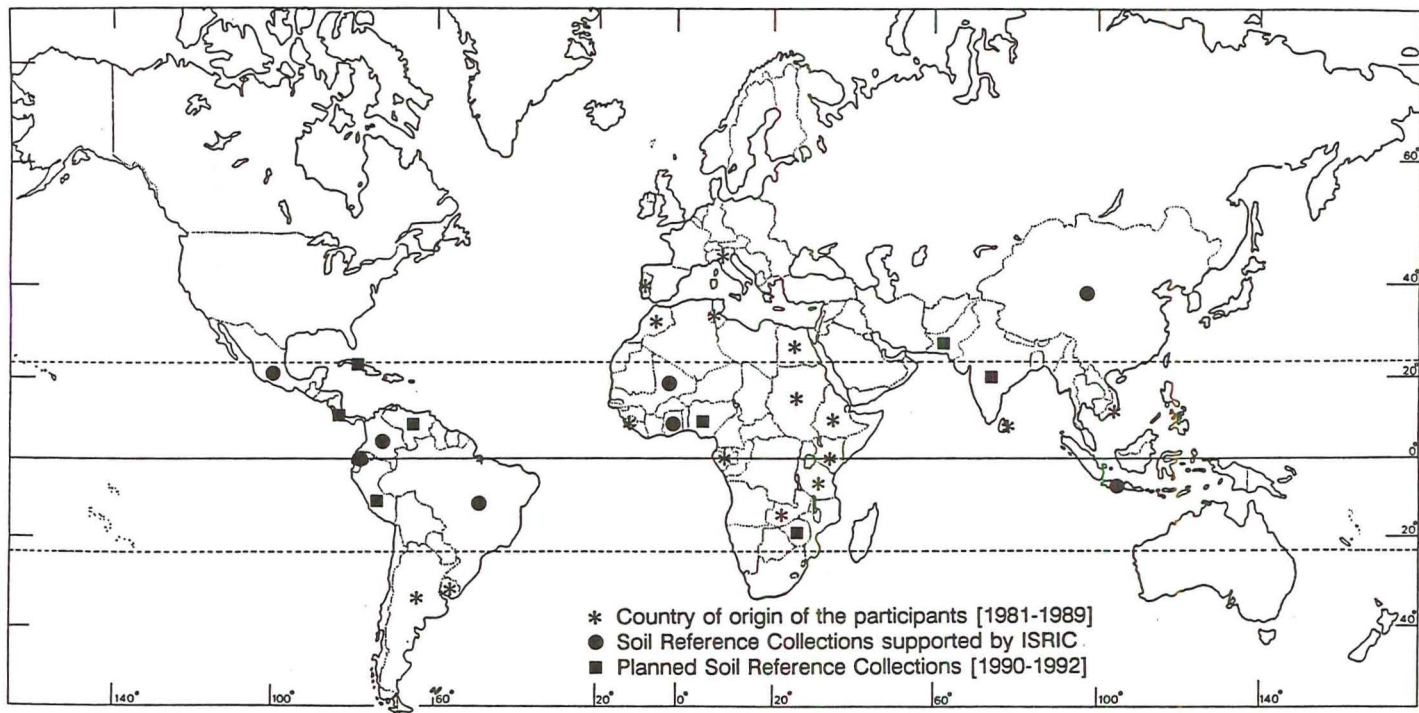 60°
40°
20°
0°
20°
40°
* Country of origin of the participants [1981-1989]
● Soil Reference Collections supported by ISRIC
■ Planned Soil Reference Collections [1990-1992]
140° 100° 60° 20° 0° 20° 60° 100° 140°